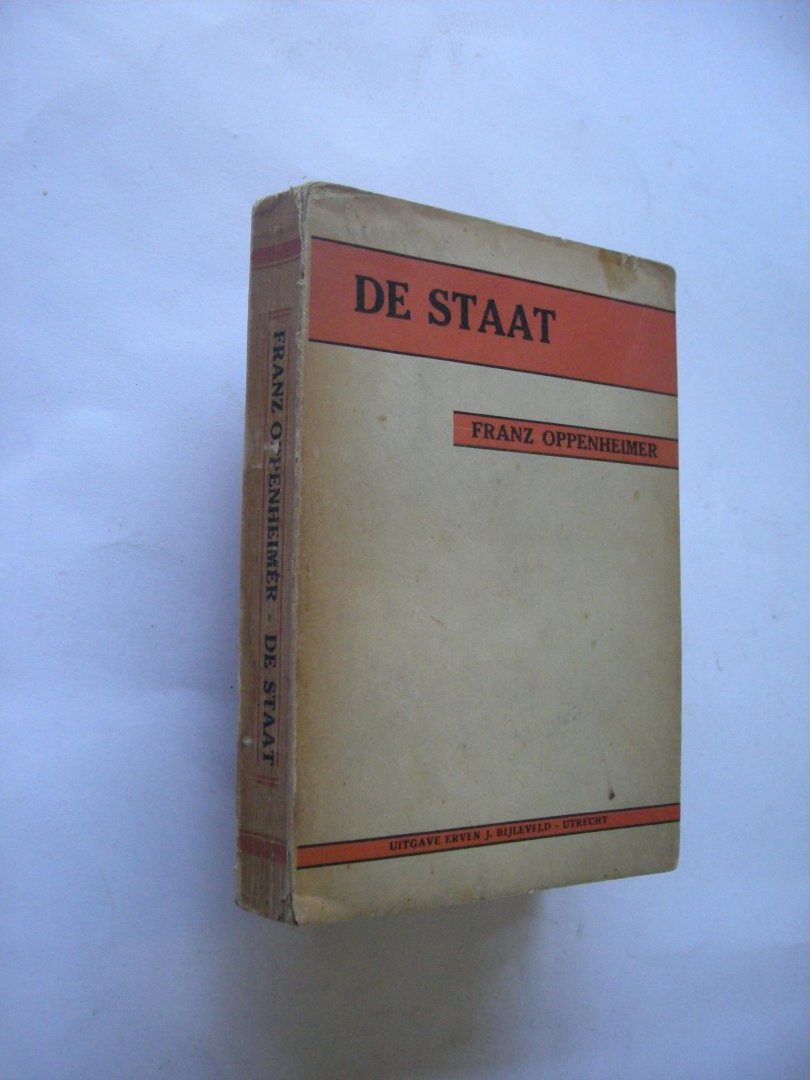 DE STAAT
FRANZ OPPENHEIMER
UITGAVE ERVEN J. BIJLEVELD - UTRECHT
FRANZ OPPENHEIMER - DE STAAT